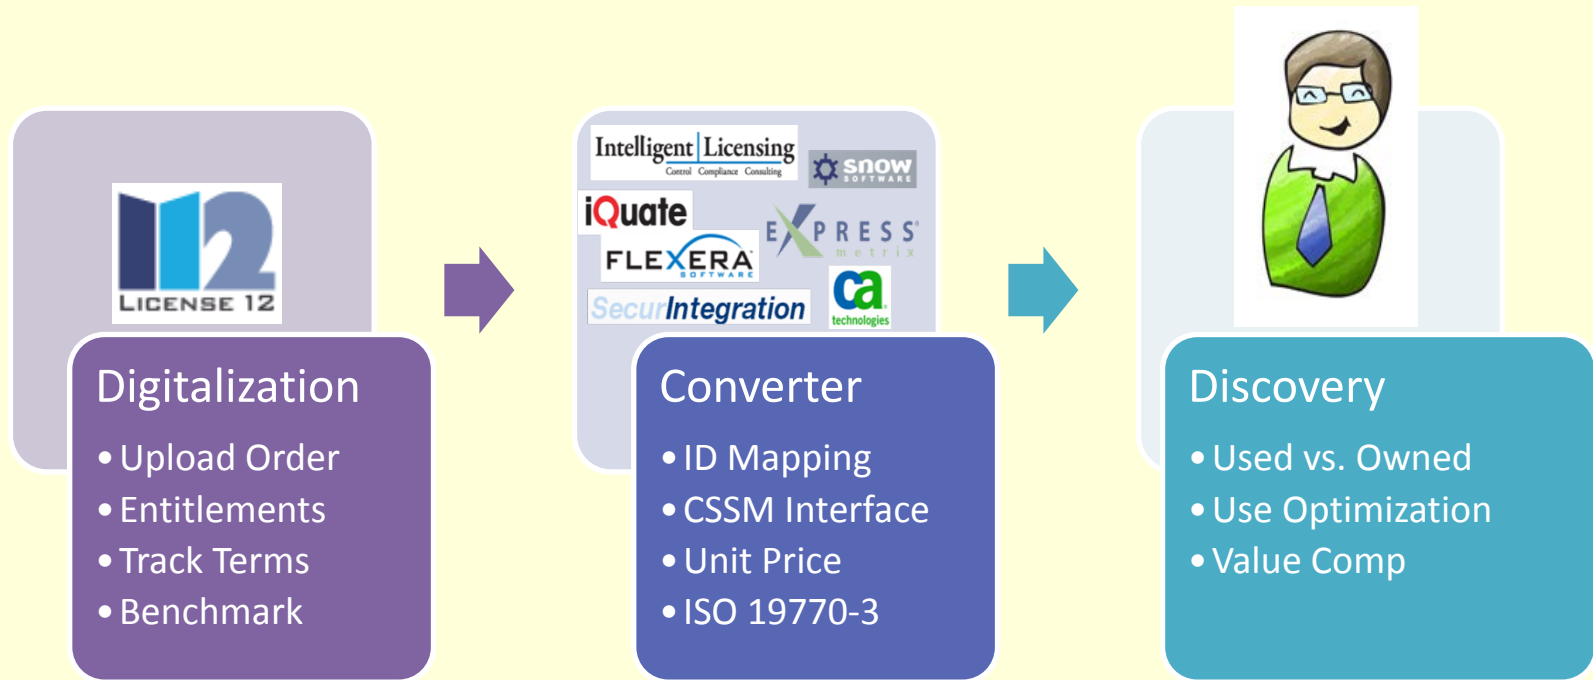 LICENSE 12
Digitalization
• Upload Order
• Entitlements
• Track Terms
• Benchmark
Intelligent Licensing
Control Compliance Consulting
snow
SOFTWARE
iQuate
EXPRESS®
metrix
FLEXERA
SOFTWARE™
SecurIntegration
ca®
technologies
Converter
• ID Mapping
• CSSM Interface
• Unit Price
• ISO 19770-3
Discovery
• Used vs. Owned
• Use Optimization
• Value Comp